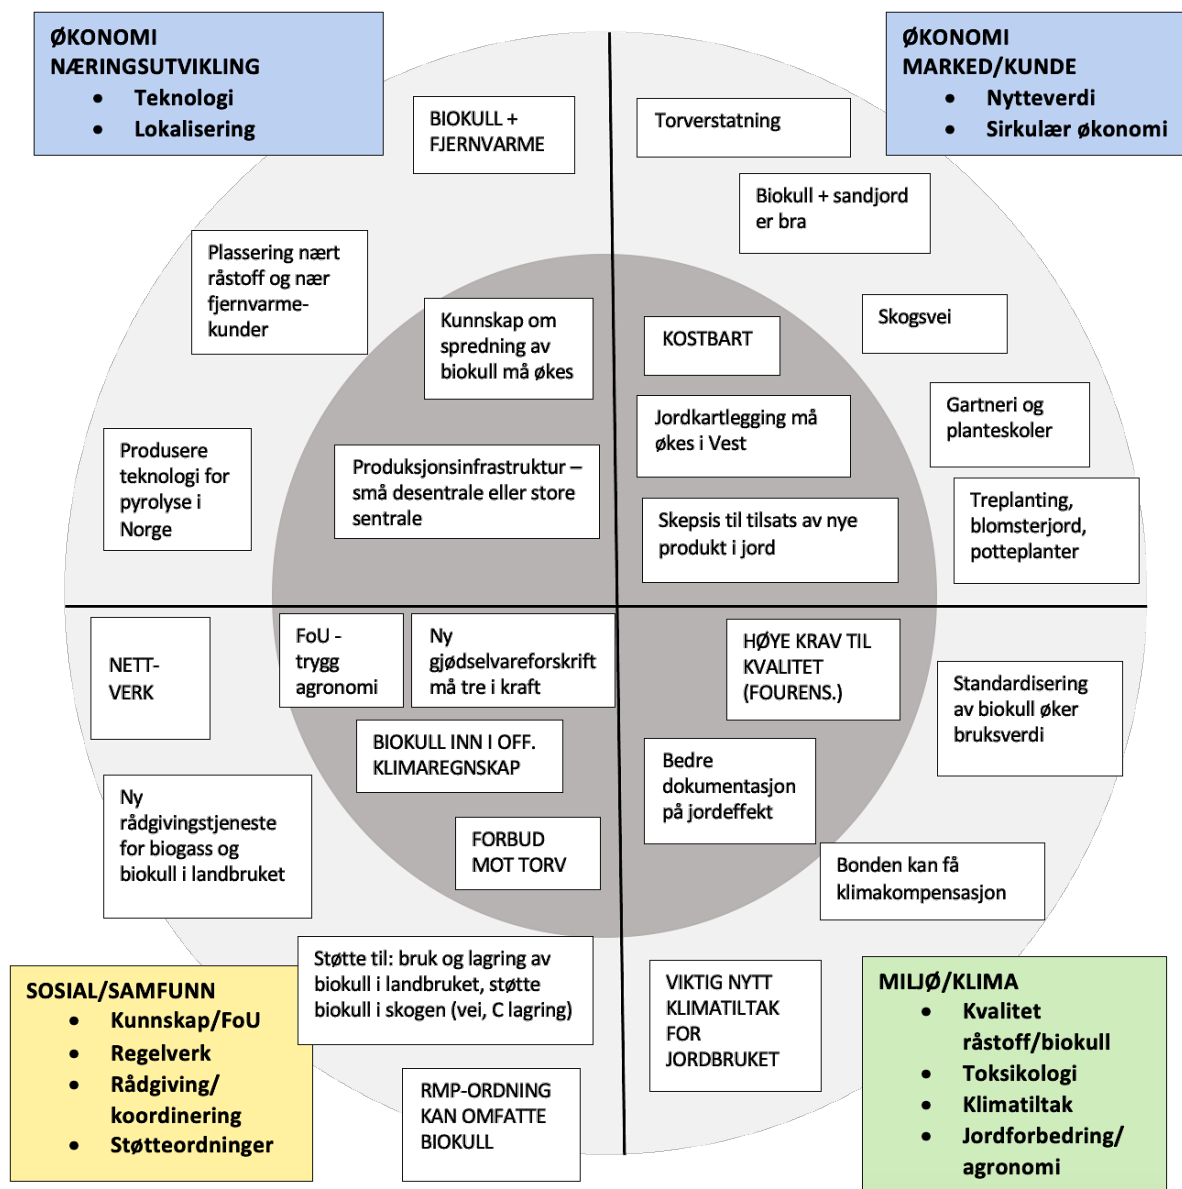 ØKONOMI
NÆRINGSUTVIKLING
• Teknologi
• Lokalisering
ØKONOMI
MARKED/KUNDE
• Nytteverdi
• Sirkulær økonomi
BIOKULL +
FJERNVARME
Torverstatning
Biokull + sandjord
er bra
Plassering nært
råstoff og nær
fjernvarme-
kunder
Kunnskap om
spredning av
biokull må økes
KOSTBART
Skogsvei
Jordkartlegging må
økes i Vest
Gartneri og
planteskoler
Produsere
teknologi for
pyrolyse i
Norge
Produksjonsinfrastruktur –
små desentrale eller store
sentrale
Skepsis til tilsats av nye
produkt i jord
Treplanting,
blomsterjord,
potteplanter
NETT-
VERK
FoU -
trygg
agronomi
Ny
gjødselvareforskrift
må tre i kraft
HØYE KRAV TIL
KVALITET
(FOURENS.)
Standardisering
av biokull øker
bruksverdi
BIOKULL INN I OFF.
KLIMAREGNSKAP
Bedre
dokumentasjon
på jordeffekt
Ny
rådgivingstjeneste
for biogass og
biokull i landbruket
FORBUD
MOT TORV
Bonden kan få
klimakompensasjon
Støtte til: bruk og lagring av
biokull i landbruket, støtte
biokull i skogen (vei, C lagring)
VIKTIG NYTT
KLIMATILTAK
FOR
JORDBRUKET
SOSIAL/SAMFUNN
• Kunnskap/FoU
• Regelverk
• Rådgiving/
koordinering
• Støtteordninger
RMP-ORDNING
KAN OMFATTE
BIOKULL
MILJØ/KLIMA
• Kvalitet
råstoff/biokull
• Toksikologi
• Klimatiltak
• Jordforbedring/
agronomi